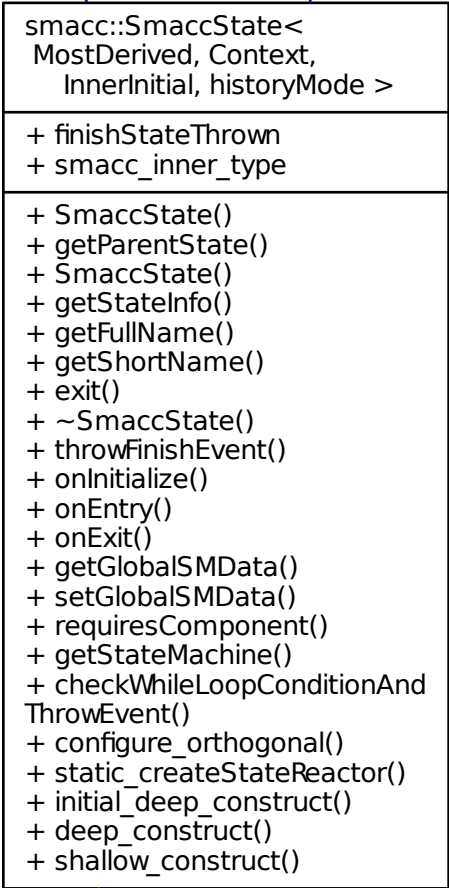 smacc::SmaccState<
MostDerived, Context,
InnerInitial, historyMode >
+ finishStateThrown
+ smacc_inner_type
+ SmaccState()
+ getParentState()
+ SmaccState()
+ getStateInfo()
+ getFullName()
+ getShortName()
+ exit()
+ ~SmaccState()
+ throwFinishEvent()
+ onInitialize()
+ onEntry()
+ onExit()
+ getGlobalSMData()
+ setGlobalSMData()
+ requiresComponent()
+ getStateMachine()
+ checkWhileLoopConditionAnd
ThrowEvent()
+ configure_orthogonal()
+ static_createStateReactor()
+ initial_deep_construct()
+ deep_construct()
+ shallow_construct()